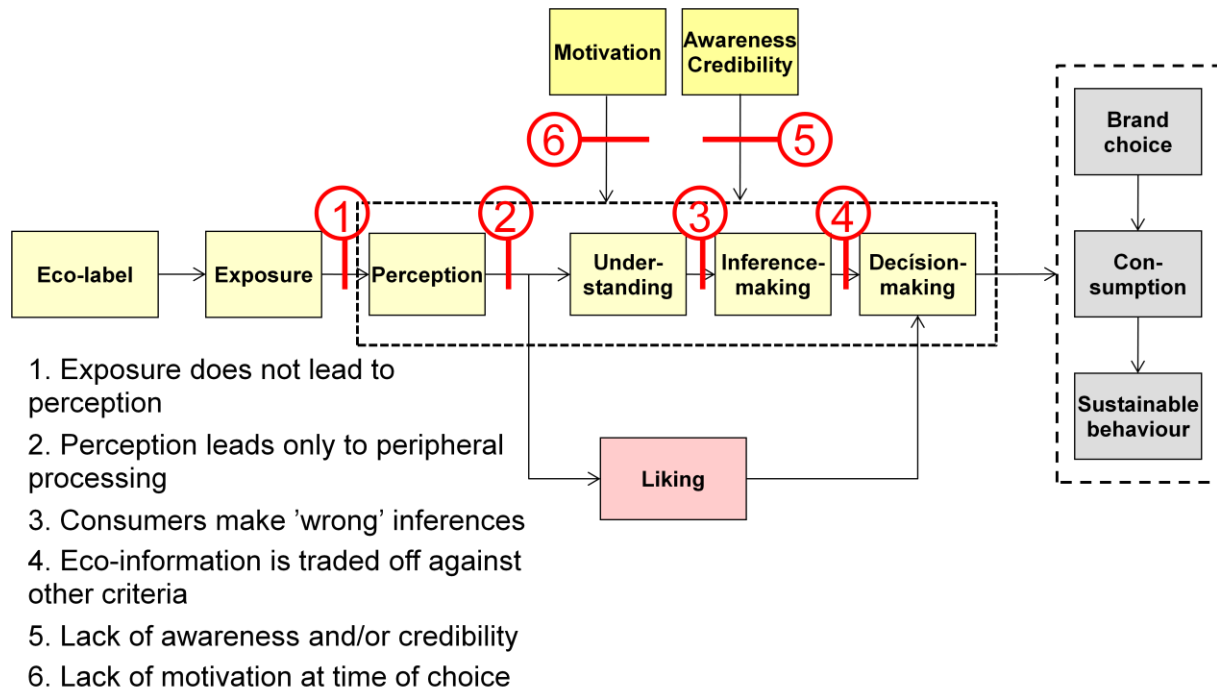 Motivation
Awareness
Credibility
6
5
Brand
choice
1
2
3
4
Eco-label
Exposure
Perception
Under-
standing
Inference-
making
Decísion-
making
Con-
sumption
Sustainable
behaviour
Liking
1. Exposure does not lead to
perception
2. Perception leads only to peripheral
processing
3. Consumers make ’wrong’ inferences
4. Eco-information is traded off against
other criteria
5. Lack of awareness and/or credibility
6. Lack of motivation at time of choice